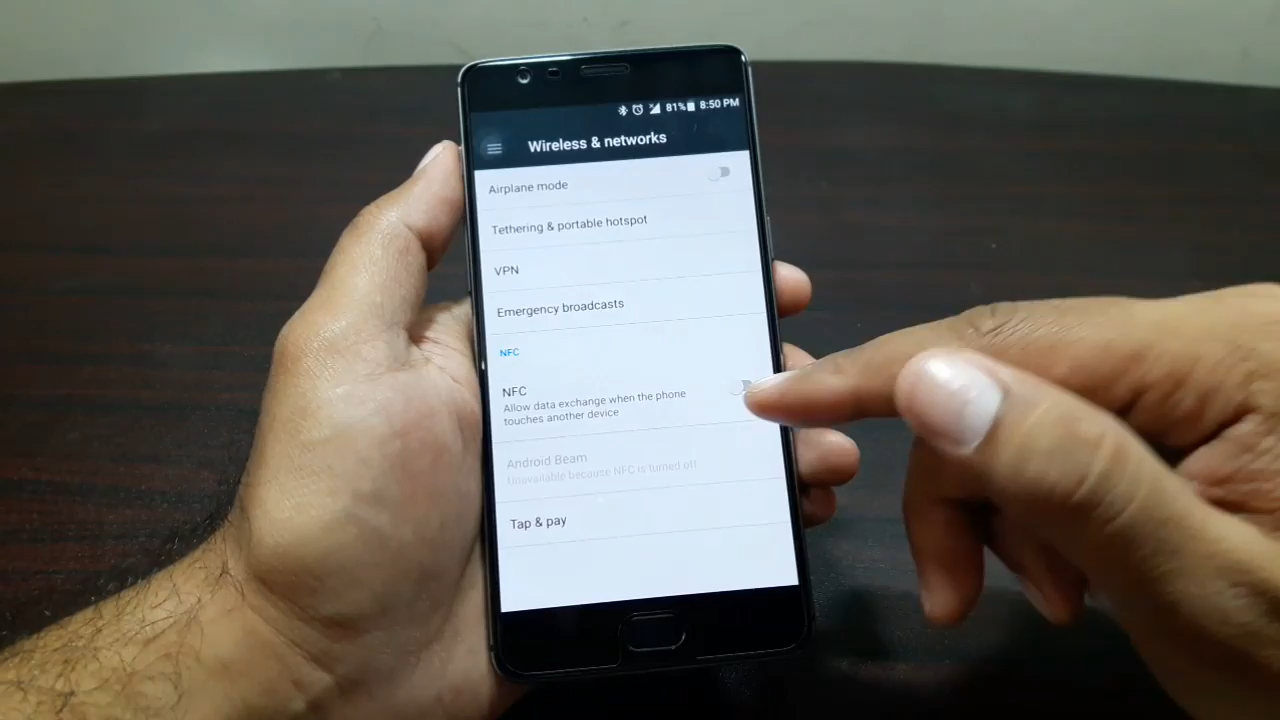 81% 8:50 PM
Wireless & networks
Airplane mode
Tethering & portable hotspot
VPN
Emergency broadcasts
NFC
NFC
Allow data exchange when the phone
touches another device
Android Beam
Unavailable because NFC is turned off
Tap & pay